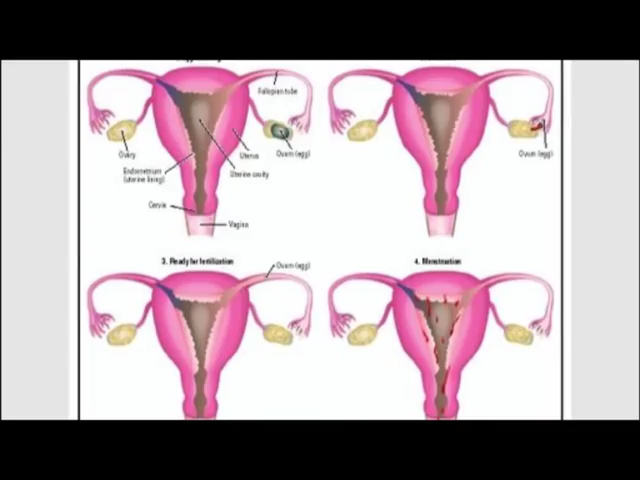 Fallopian tube
Ovary
Uterus
Ovum (egg)
Endometrium
(uterine lining)
Uterine cavity
Cervix
Vagina
Ovum (egg)
3. Ready for fertilization
Ovum (egg)
4. Menstruation